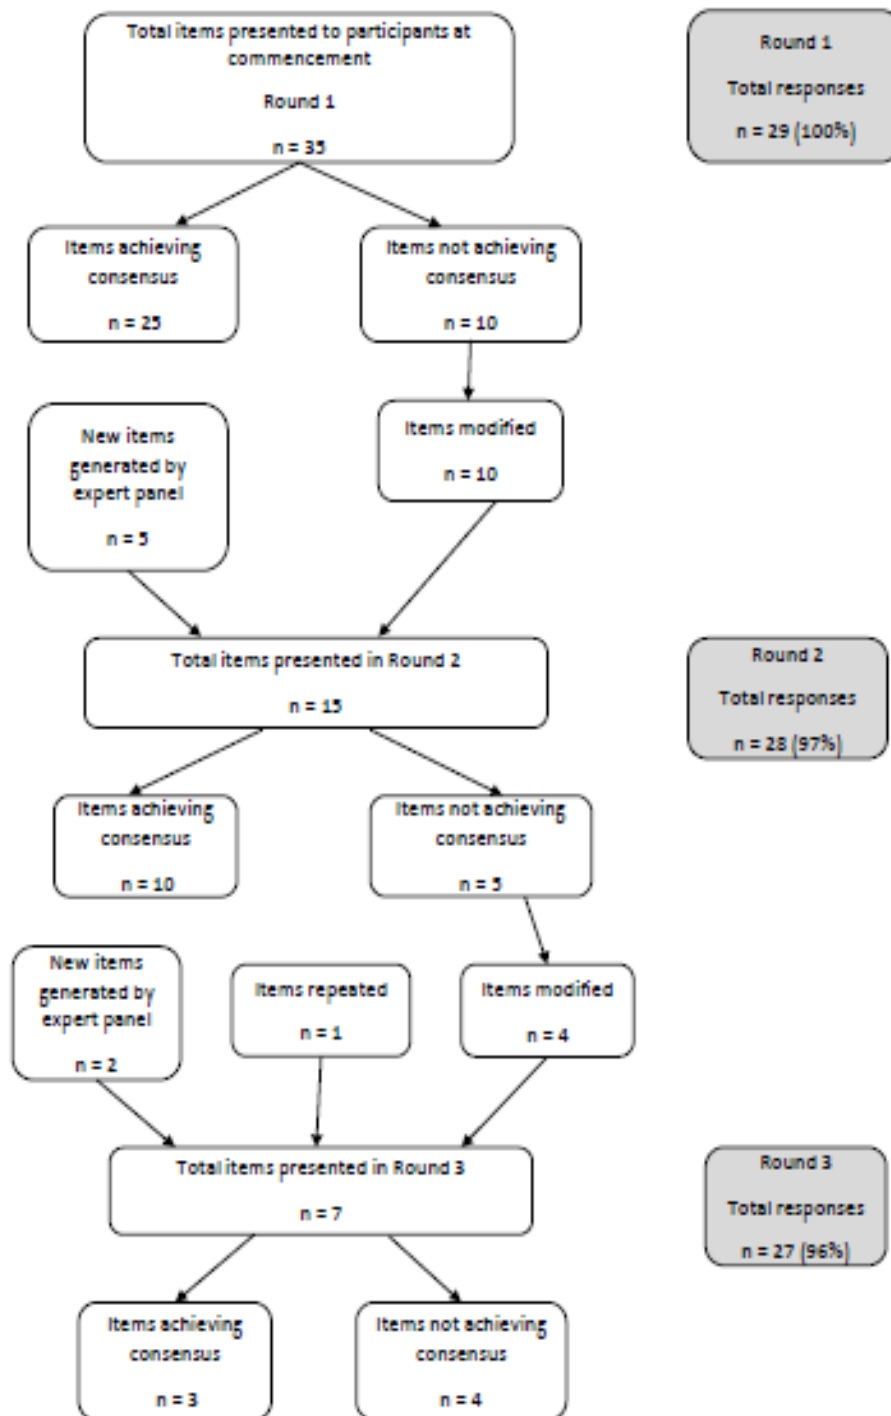 Total items presented to participants at
commencement
Round 1
n = 35
Round 1
Total responses
n = 29 (100%)
Items achieving
consensus
n = 25
Items not achieving
consensus
n = 10
New items
generated by
expert panel
n = 5
Items modified
n = 10
Total items presented in Round 2
n = 15
Round 2
Total responses
n = 28 (97%)
Items achieving
consensus
n = 10
Items not achieving
consensus
n = 5
New items
generated by
expert panel
n = 2
Items repeated
n = 1
Items modified
n = 4
Total items presented in Round 3
n = 7
Round 3
Total responses
n = 27 (96%)
Items achieving
consensus
n = 3
Items not achieving
consensus
n = 4